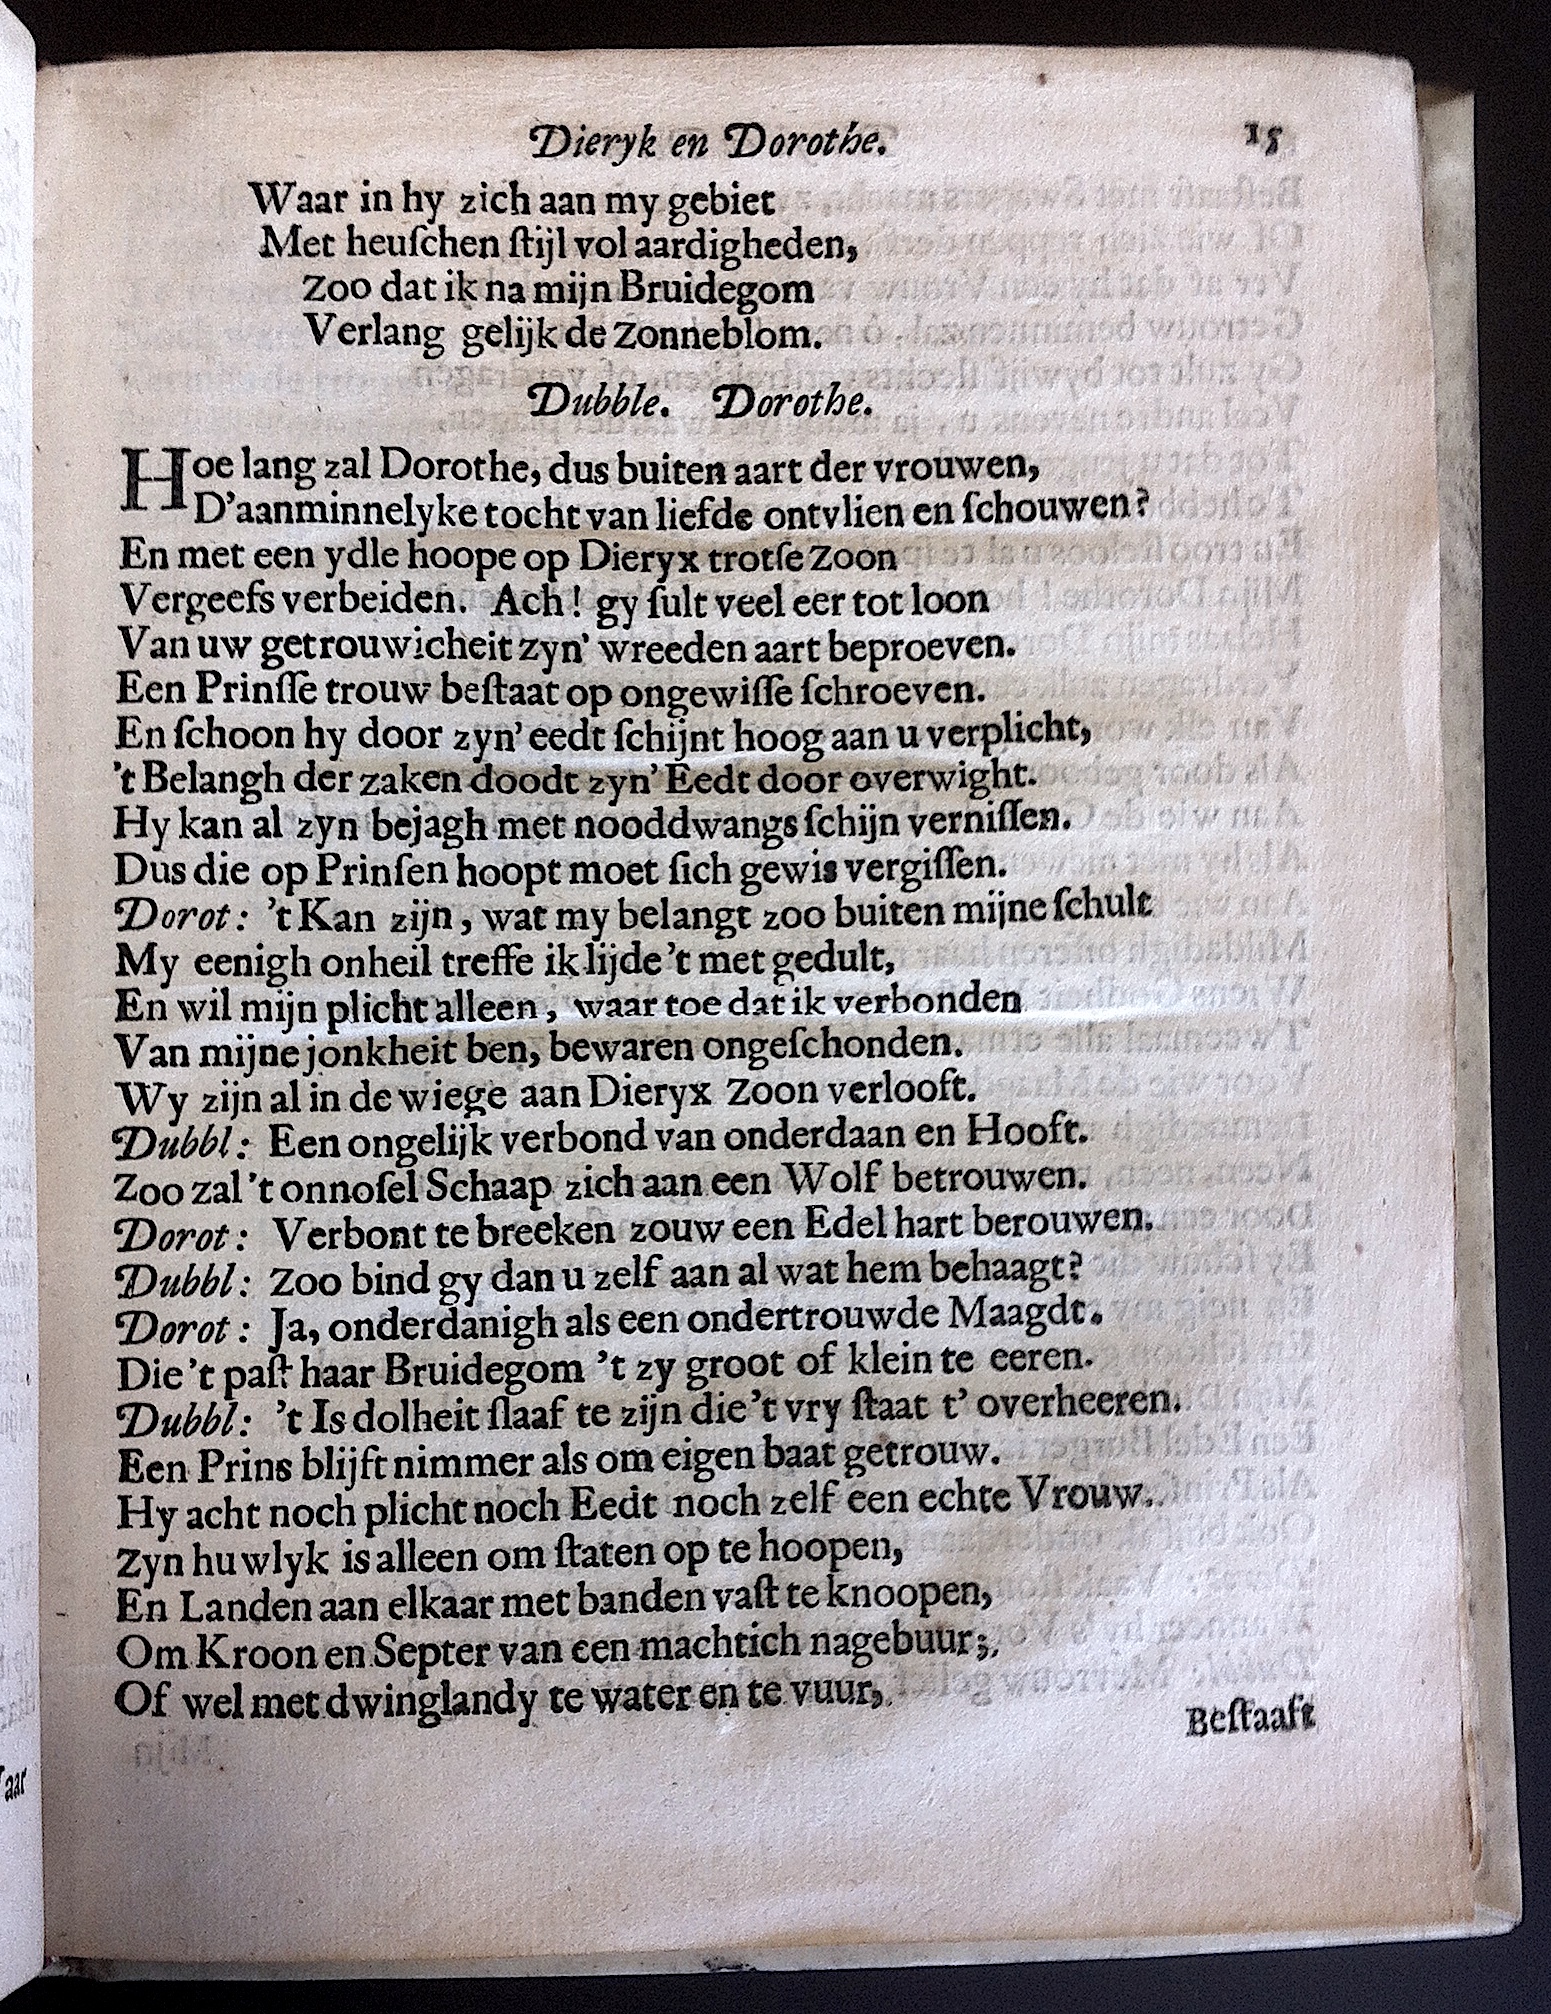 Dieryk en Dorothe. 15
Waar in hy zich aan my gebiet
Met heuſchen ſtijl vol aardigheden,
Zoo dat ik na mijn Bruidegom
Verlang gelijk de Zonneblom.
Dubble. Dorothe.
Hoe lang zal Dorothe, dus buiten aart der vrouwen,
D'aanminnelyke tocht van liefde ontvlien en ſchouwen?
En met een ydle hoope op Dieryx trotſe Zoon
Vergeefs verbeiden. Ach! gy ſult veel eer tot loon
Van uw getrouwicheit zyn' wreeden aart beproeven.
Een Prinſſe trouw beſtaat op ongewiſſe ſchroeven.
En ſchoon hy door zyn' eedt ſchijnt hoog aan u verplicht,
't Belangh der zaken doodt zyn' Eedt door overwight.
Hy kan al zyn bejagh met nooddwangs ſchijn verniſſen.
Dus die op Prinſen hoopt moet ſich gewis vergiſſen.
Dorot: 't Kan zijn, wat my belangt zoo buiten mijne ſchult
My eenigh onheil treffe ik lijde 't met gedult,
En wil mijn plicht alleen, waar toe dat ik verbonden
Van mijne jonkheit ben, bewaren ongeſchonden.
Wy zijn al in de wiege aan Dieryx Zoon verlooft.
Dubbl: Een ongelijk verbond van onderdaan en Hooft.
Zoo zal 't onnoſel Schaap zich aan een Wolf betrouwen.
Dorot: Verbont te breeken zouw een Edel hart berouwen.
Dubbl: Zoo bind gy dan u zelf aan al wat hem behaagt?
Dorot: Ja, onderdanigh als een ondertrouwde Maagdt.
Die 't paſt haar Bruidegom 't zy groot of klein te eeren.
Dubbl: 't Is dolheit ſlaaf te zijn die 't vry ſtaat t' overheeren.
Een Prins blijft nimmer als om eigen baat getrouw.
Hy acht noch plicht noch Eedt noch zelf een echte Vrouw.
Zyn huwlyk is alleen om ſtaten op te hoopen,
En Landen aan elkaar met banden vaſt te knoopen,
Om Kroon en Septer van een machtich nagebuur;
Of wel met dwinglandy te water en te vuur,
Beſtaaft
aar